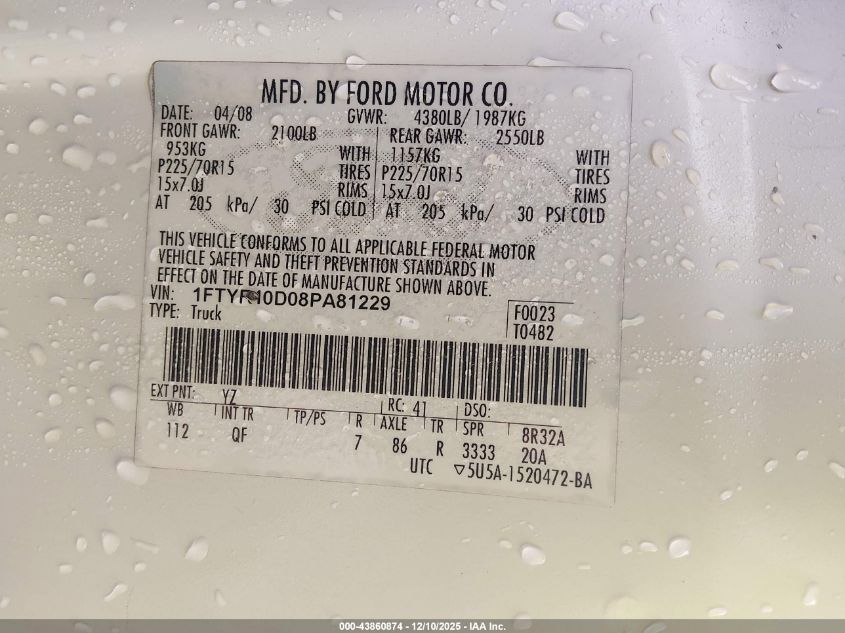 MFD. BY FORD MOTOR CO.
DATE: 04/08 GVWR: 4380LB/ 1987KG
FRONT GAWR: 2100LB REAR GAWR: 2550LB
953KG WITH 1157KG WITH
P225/70R15 TIRES P225/70R15 TIRES
15x7.0J RIMS 15x7.0J RIMS
AT 205 kPa/ 30 PSI COLD AT 205 kPa/ 30 PSI COLD
THIS VEHICLE CONFORMS TO ALL APPLICABLE FEDERAL MOTOR
VEHICLE SAFETY AND THEFT PREVENTION STANDARDS IN
EFFECT ON THE DATE OF MANUFACTURE SHOWN ABOVE.
VIN:
TYPE: Truck
F0023
T0482
EXT PNT: YZ RC: 41 DSO:
WB INT TR TP/PS R AXLE TR SPR 8R32A
112 QF 7 86 R 3333 20A
UTC ▽5U5A-1520472-BA
000-43860874 - 12/10/2025 - IAA Inc.